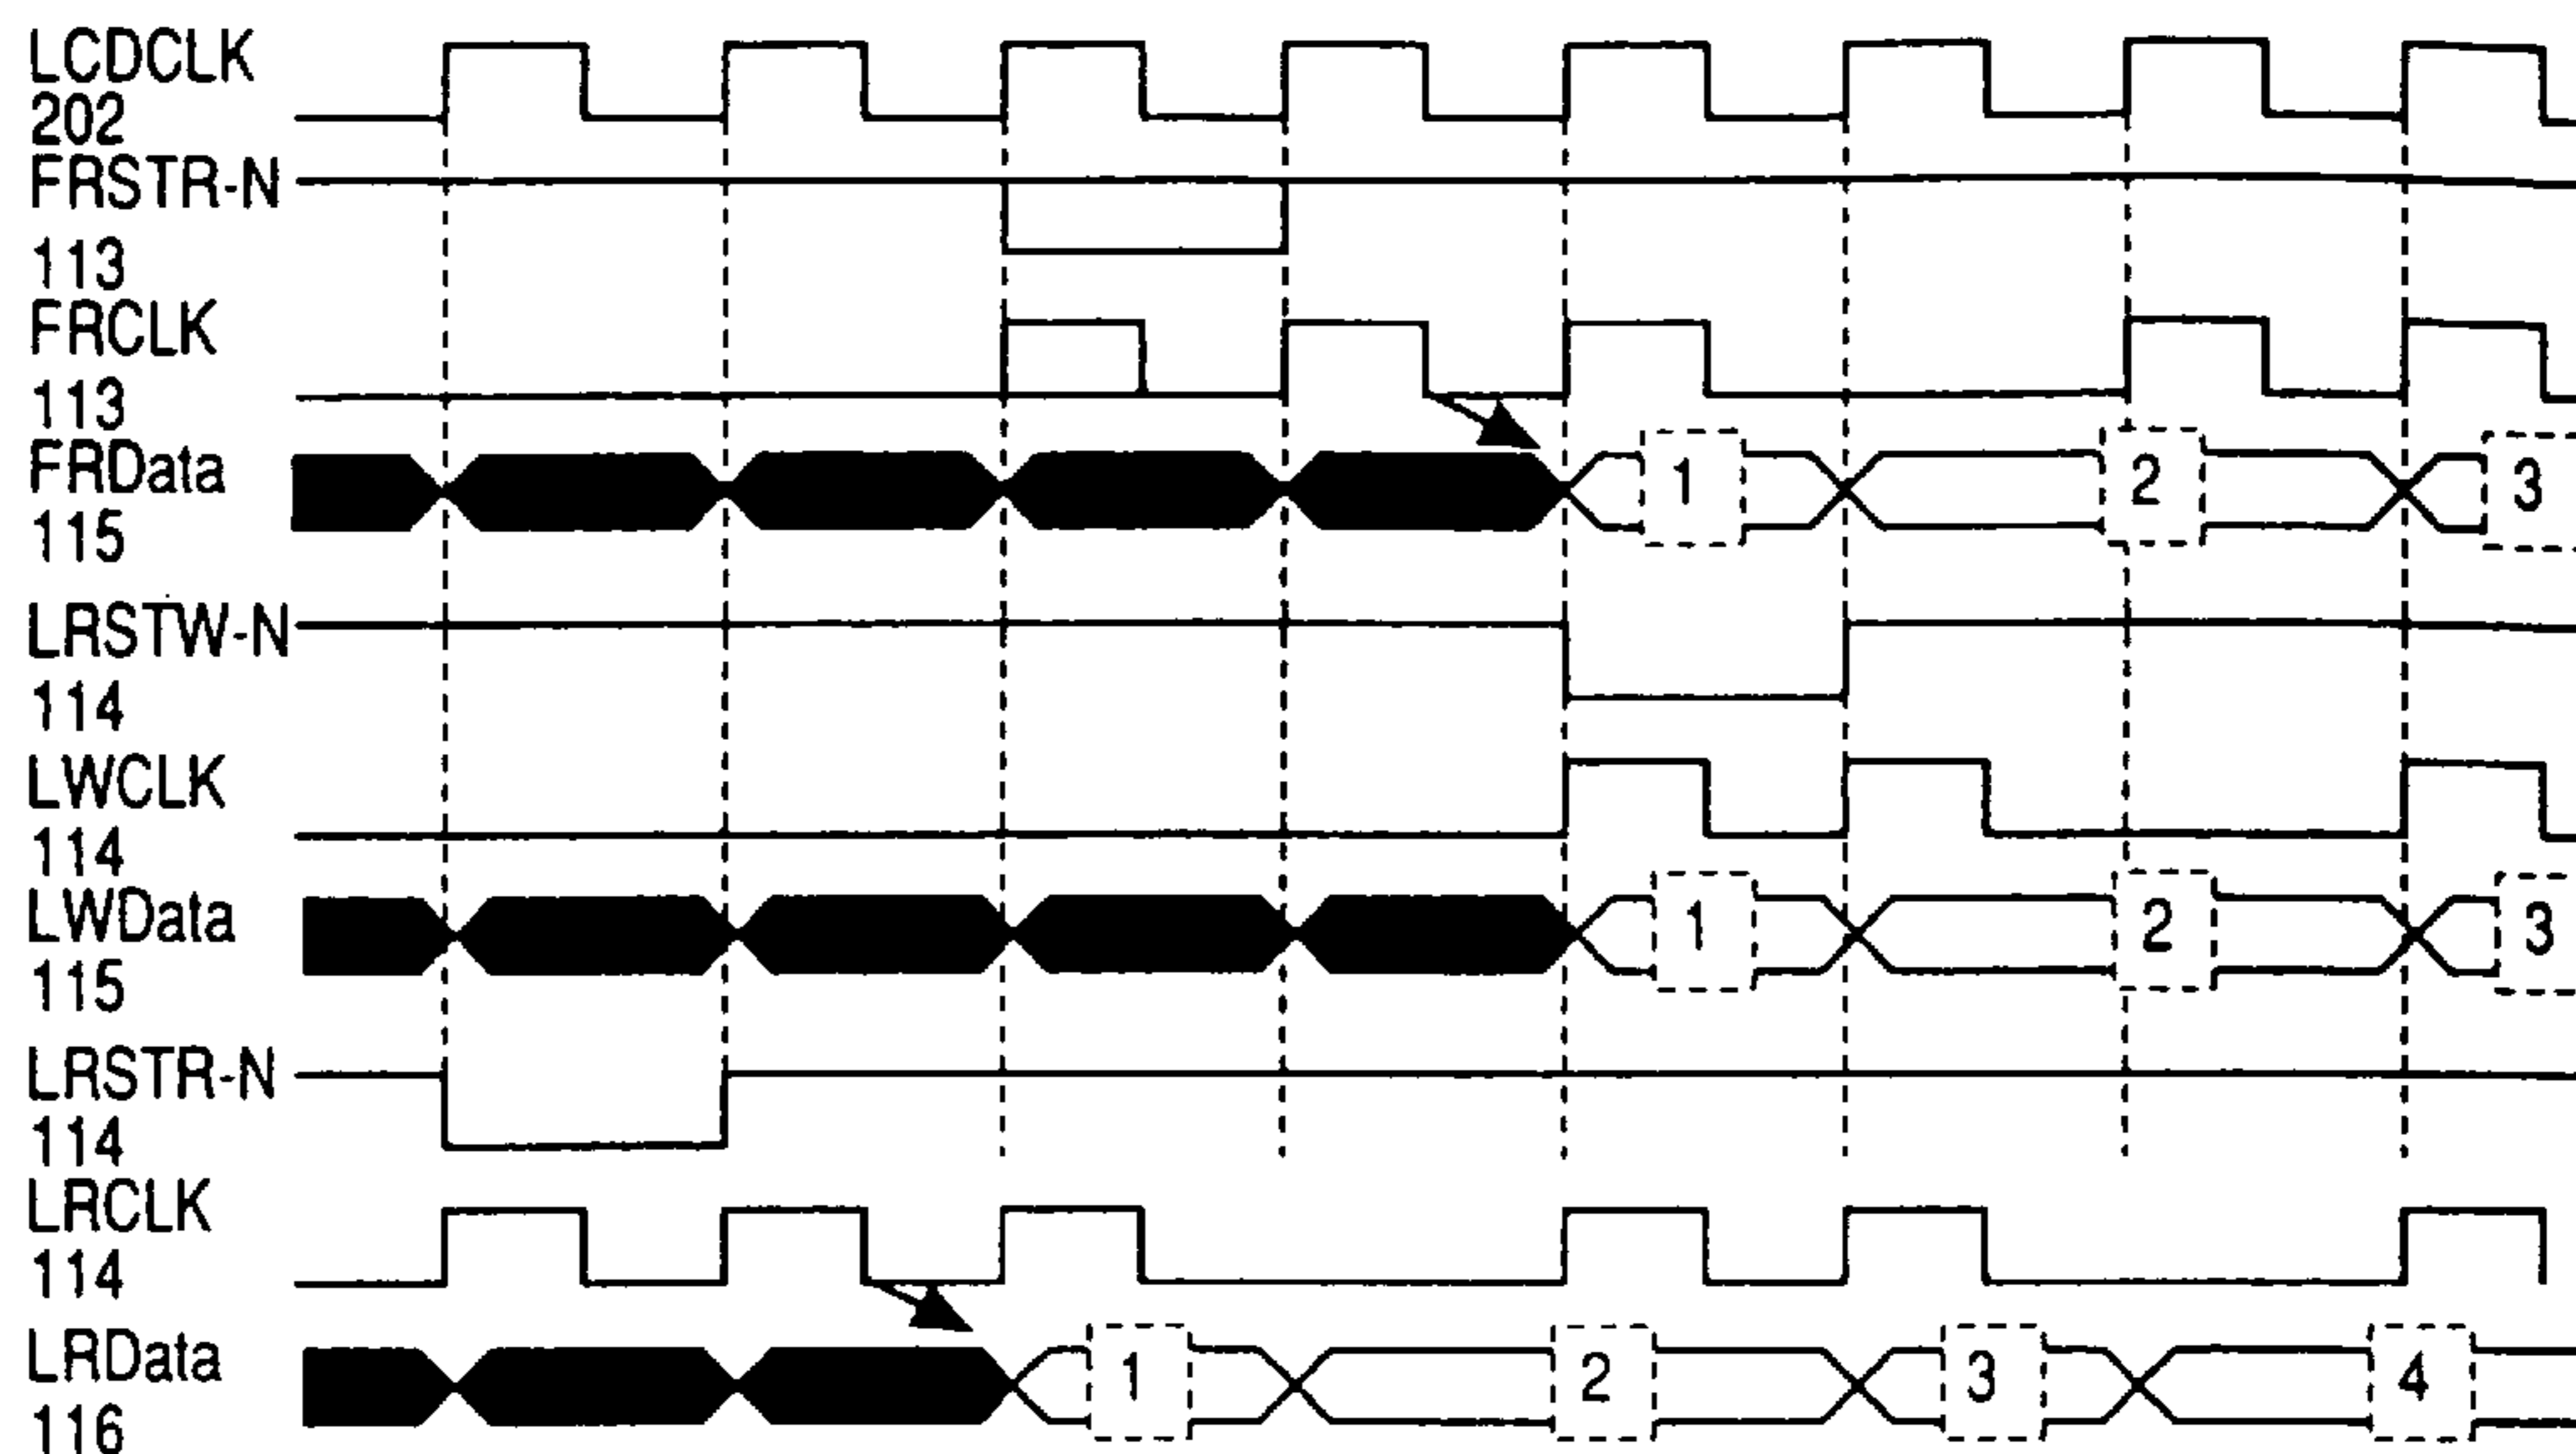 LCDCLK
202
FRSTR-N
113
FRCLK
113
FRData 1 2 3
115
LRSTW-N
114
LWCLK
114
LWData 1 2 3
115
LRSTR-N
114
LRCLK
114
LRData 1 2 3 4
116